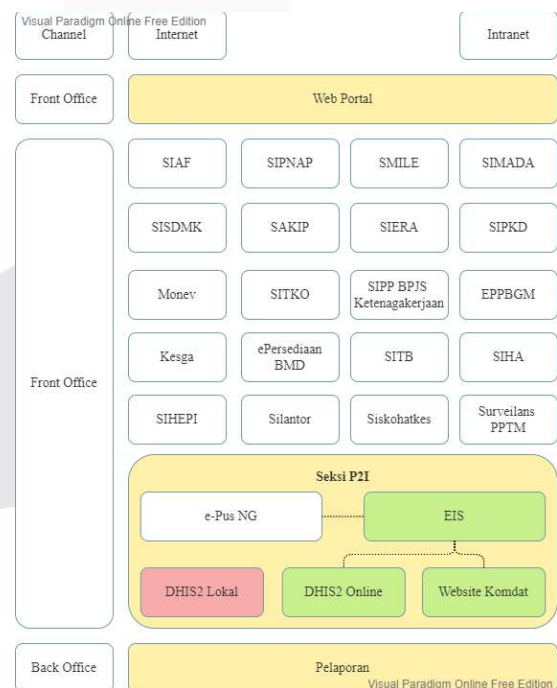 Visual Paradigm Online Free Edition
Channel
Internet
Intranet
Front Office
Web Portal
Front Office
SIAF
SIPNAP
SMILE
SIMADA
SISDMK
SAKIP
SIERA
SIPKD
Monev
SITKO
SIPP BPJS
Ketenagakerjaan
EPPBGM
Kesga
ePersediaan
BMD
SITB
SIHA
SIHEPI
Silantor
Siskohatkes
Surveilans
PPTM
Seksi P2I
e-Pus NG
EIS
DHIS2 Lokal
DHIS2 Online
Website Komdat
Back Office
Pelaporan
Visual Paradigm Online Free Edition